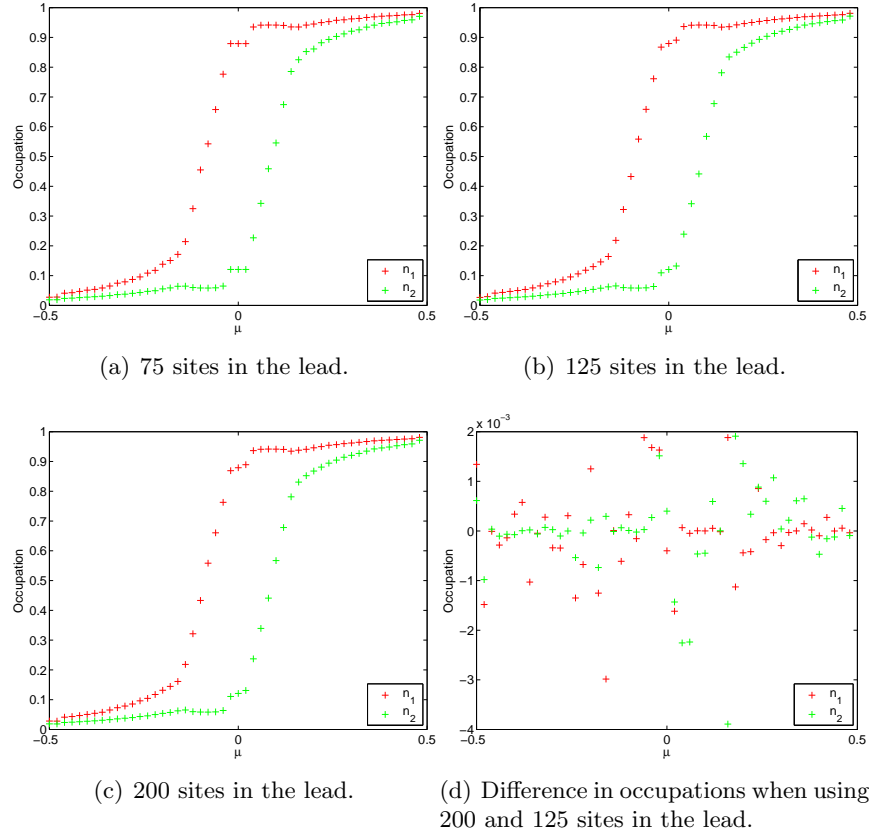 1
0.9
0.8
0.7
0.6
0.5
0.4
0.3
0.2
0.1
0
Occupation
−0.5
0
0.5
μ
n1
n2
(a) 75 sites in the lead.
1
0.9
0.8
0.7
0.6
0.5
0.4
0.3
0.2
0.1
0
Occupation
−0.5
0
0.5
μ
n1
n2
(b) 125 sites in the lead.
1
0.9
0.8
0.7
0.6
0.5
0.4
0.3
0.2
0.1
0
Occupation
−0.5
0
0.5
μ
n1
n2
(c) 200 sites in the lead.
x 10−3
2
1
0
−1
−2
−3
−4
Occupation
−0.5
0
0.5
μ
n1
n2
(d) Difference in occupations when using
200 and 125 sites in the lead.